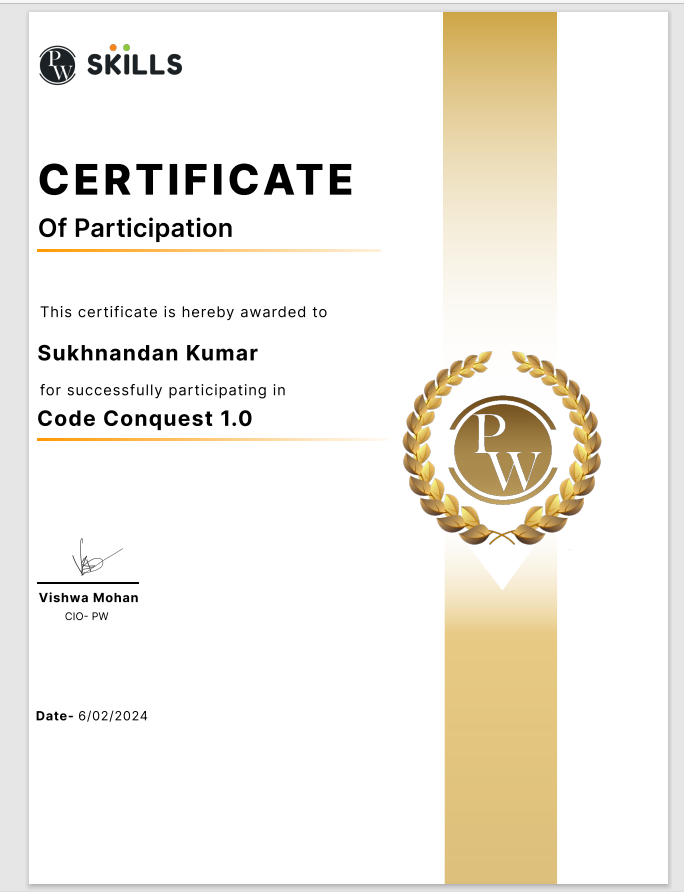 PW SKILLS
CERTIFICATE
Of Participation
This certificate is hereby awarded to
Sukhnandan Kumar
for successfully participating in
Code Conquest 1.0
PW
Vishwa Mohan
CIO- PW
Date- 6/02/2024